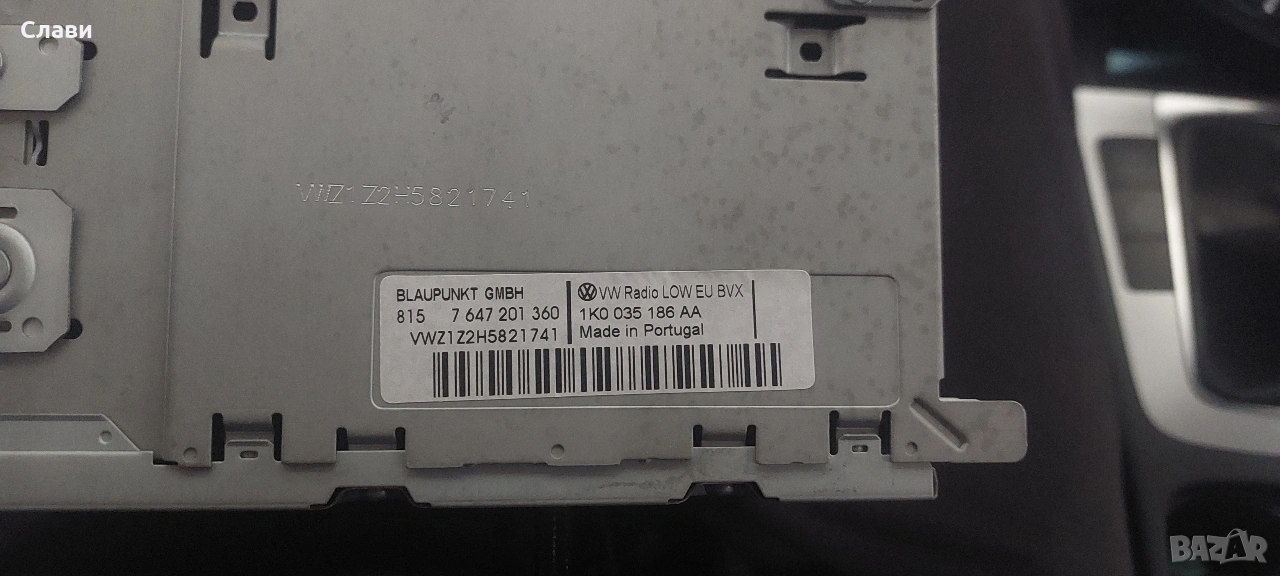 Слави
VWZ1Z2H5821741
BLAUPUNKT GMBH
815 7 647 201 360
VWZ1Z2H5821741
VW Radio LOW EU BVX
1K0 035 186 AA
Made in Portugal
BAZAR